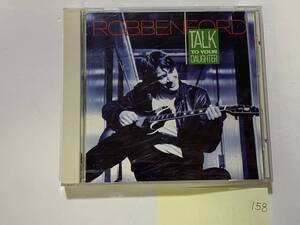 ROBBEN FORD
TALK
TO YOUR
DAUGHTER
158